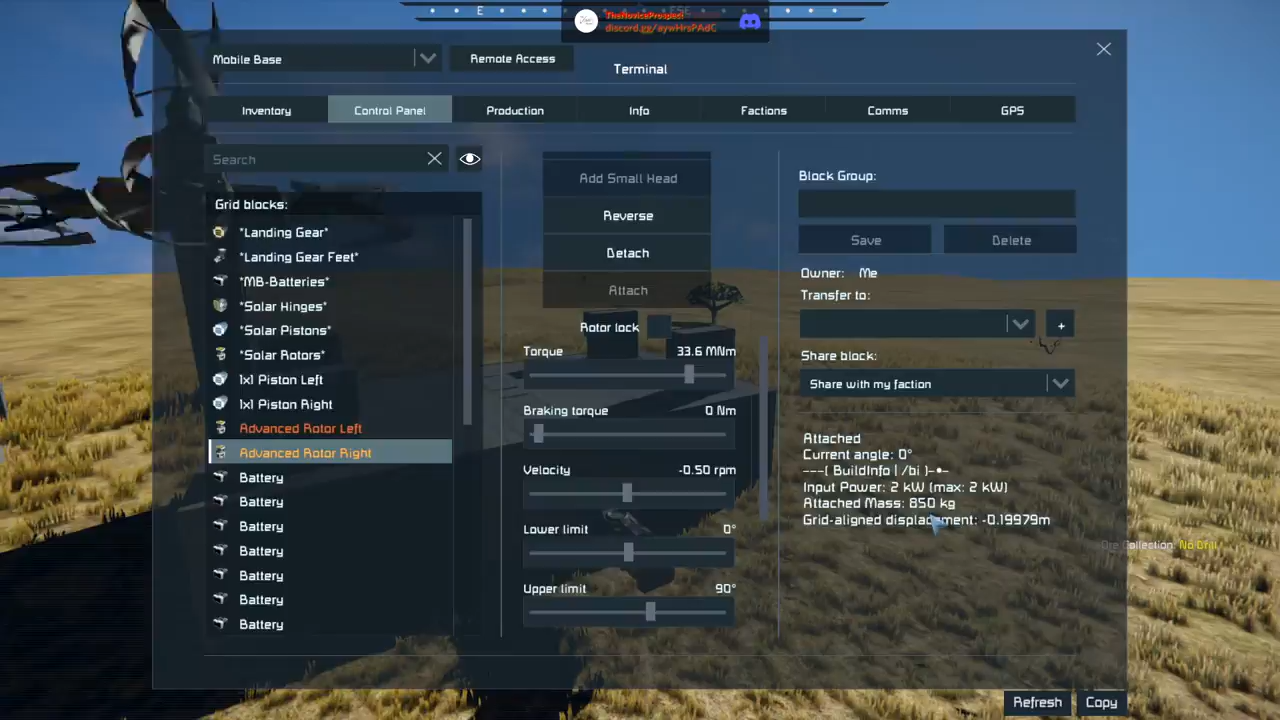 E
ESE
TheNoviceProspect
discord.gg/aywHrsPAdC
Mobile Base
Remote Access
Terminal
Inventory
Control Panel
Production
Info
Factions
Comms
GPS
Search
Grid blocks:
*Landing Gear*
*Landing Gear Feet*
*MB-Batteries*
*Solar Hinges*
*Solar Pistons*
*Solar Rotors*
1x1 Piston Left
1x1 Piston Right
Advanced Rotor Left
Advanced Rotor Right
Battery
Battery
Battery
Battery
Battery
Battery
Battery
Add Small Head
Reverse
Detach
Attach
Rotor lock
Torque 33.6 MNm
Braking torque 0 Nm
Velocity -0.50 rpm
Lower limit 0°
Upper limit 90°
Block Group:
Save
Delete
Owner: Me
Transfer to:
+
Share block:
Share with my faction
Attached
Current angle: 0°
---( BuildInfo | /bi )-•-
Input Power: 2 kW (max: 2 kW)
Attached Mass: 850 kg
Grid-aligned displacement: -0.19979m
Ore Collection: No Drill
Refresh
Copy